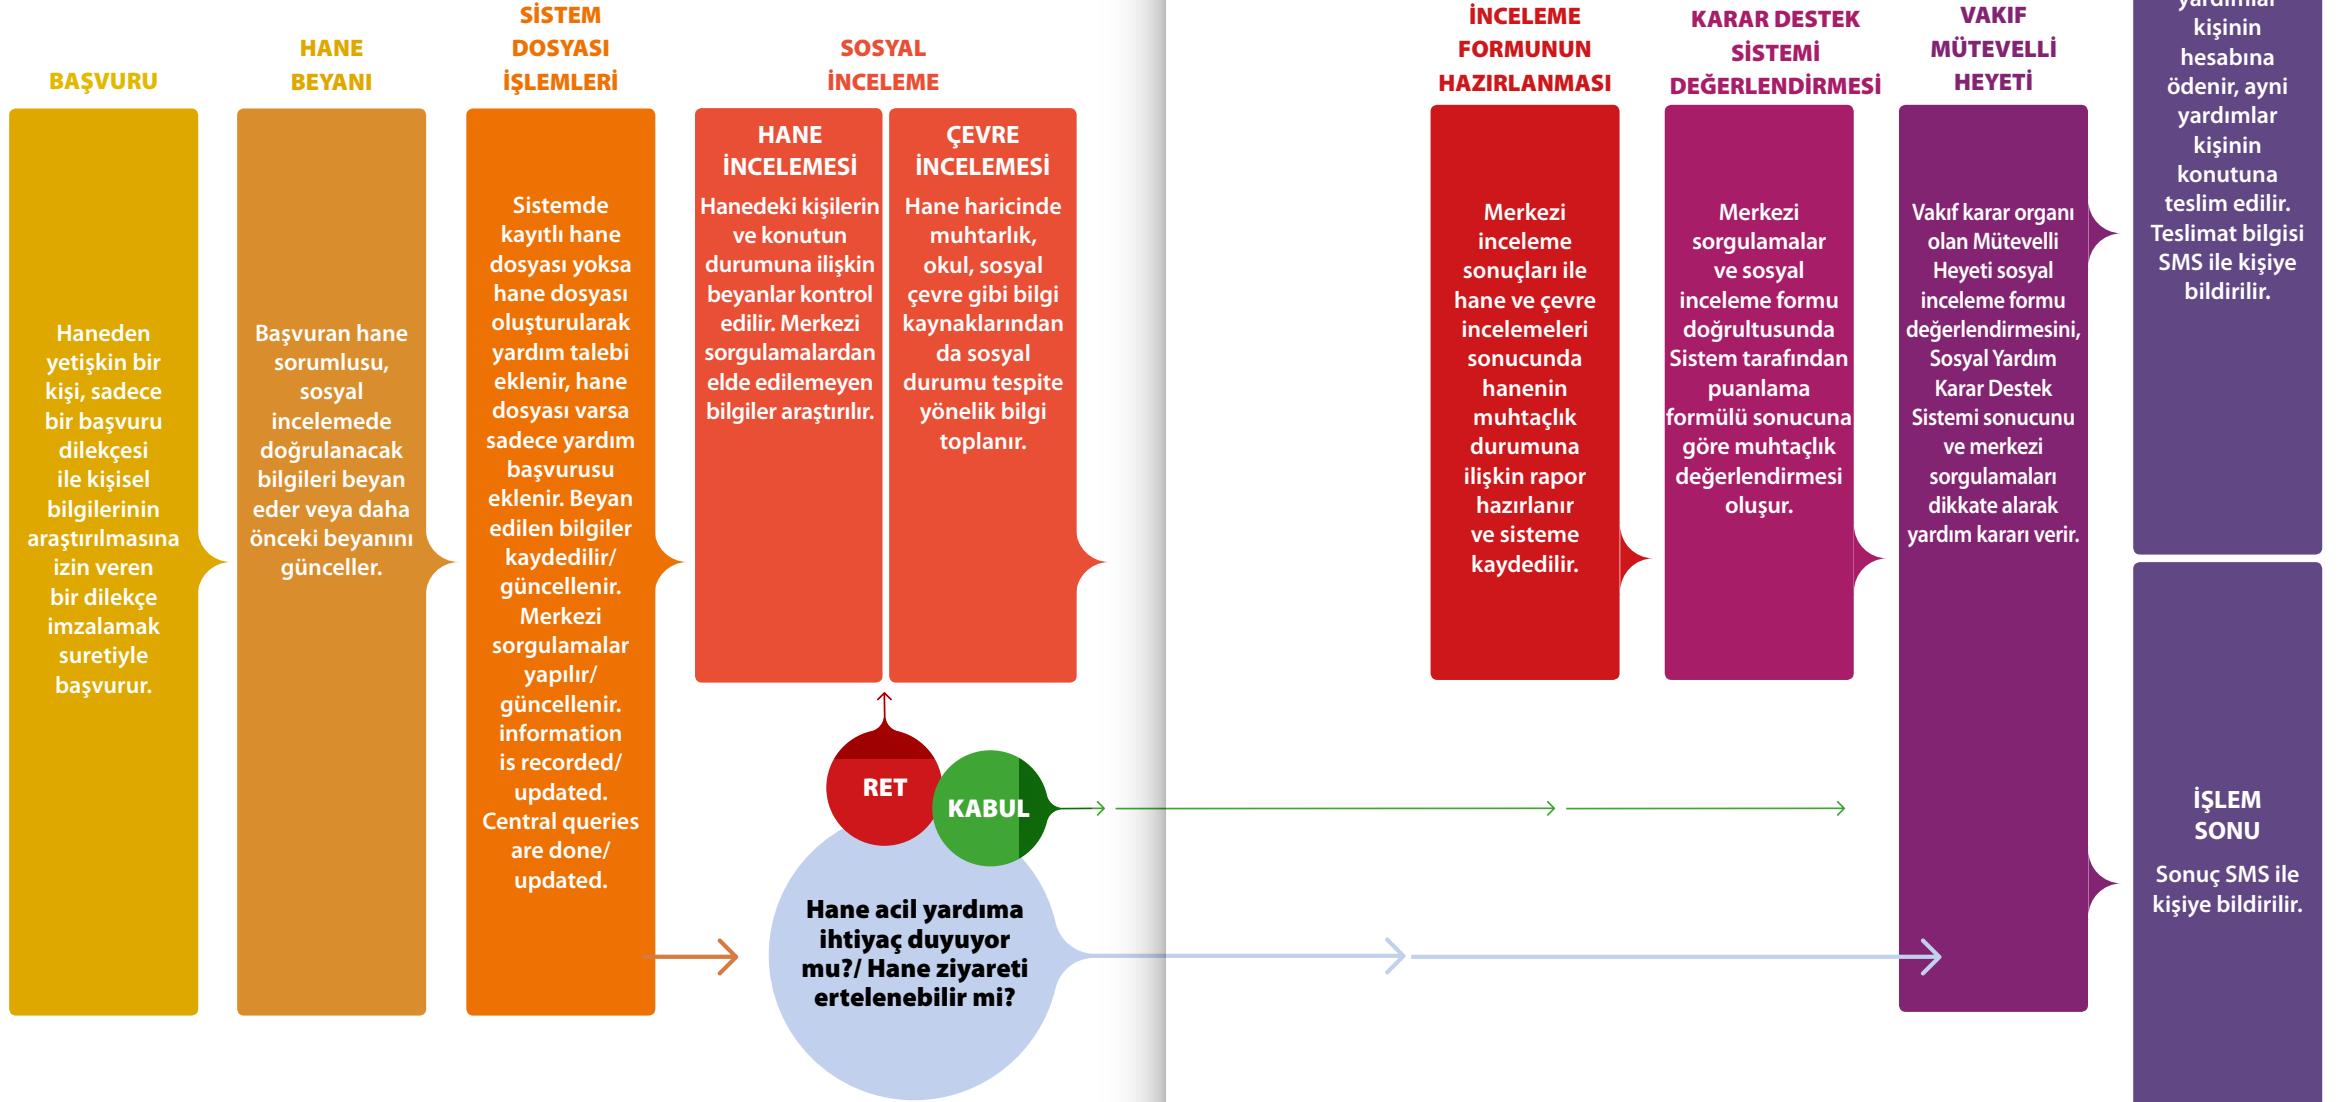 BAŞVURU
Haneden
yetişkin bir
kişi, sadece
bir başvuru
dilekçesi
ile kişisel
bilgilerinin
araştırılmasına
izin veren
bir dilekçe
imzalamak
suretiyle
başvurur.
HANE
BEYANI
Başvuran hane
sorumlusu,
sosyal
incelemede
doğrulanacak
bilgileri beyan
eder veya daha
önceki beyanını
günceller.
SİSTEM
DOSYASI
İŞLEMLERİ
Sistemde
kayıtlı hane
dosyası yoksa
hane dosyası
oluşturularak
yardım talebi
eklenir, hane
dosyası varsa
sadece yardım
başvurusu
eklenir. Beyan
edilen bilgiler
kaydedilir/
güncellenir.
Merkezi
sorgulamalar
yapılır/
güncellenir.
information
is recorded/
updated.
Central queries
are done/
updated.
SOSYAL
İNCELEME
HANE
İNCELEMESİ
Hanedeki kişilerin
ve konutun
durumuna ilişkin
beyanlar kontrol
edilir. Merkezi
sorgulamalardan
elde edilemeyen
bilgiler araştırılır.
ÇEVRE
İNCELEMESİ
Hane haricinde
muhtarlık,
okul, sosyal
çevre gibi bilgi
kaynaklarından
da sosyal
durumu tespite
yönelik bilgi
toplanır.
RET
KABUL
Hane acil yardıma
ihtiyaç duyuyor
mu?/ Hane ziyareti
ertelenebilir mi?
İNCELEME
FORMUNUN
HAZIRLANMASI
Merkezi
inceleme
sonuçları ile
hane ve çevre
incelemeleri
sonucunda
hanenin
muhtaçlık
durumuna
ilişkin rapor
hazırlanır
ve sisteme
kaydedilir.
KARAR DESTEK
SİSTEMİ
DEĞERLENDİRMESİ
Merkezi
sorgulamalar
ve sosyal
inceleme formu
doğrultusunda
Sistem tarafından
puanlama
formülü sonucuna
göre muhtaçlık
değerlendirmesi
oluşur.
VAKIF
MÜTEVELLİ
HEYETİ
Vakıf karar organı
olan Mütevelli
Heyeti sosyal
inceleme formu
değerlendirmesini,
Sosyal Yardım
Karar Destek
Sistemi sonucunu
ve merkezi
sorgulamaları
dikkate alarak
yardım kararı verir.
yardımlar
kişinin
hesabına
ödenir, ayni
yardımlar
kişinin
konutuna
teslim edilir.
Teslimat bilgisi
SMS ile kişiye
bildirilir.
İŞLEM
SONU
Sonuç SMS ile
kişiye bildirilir.